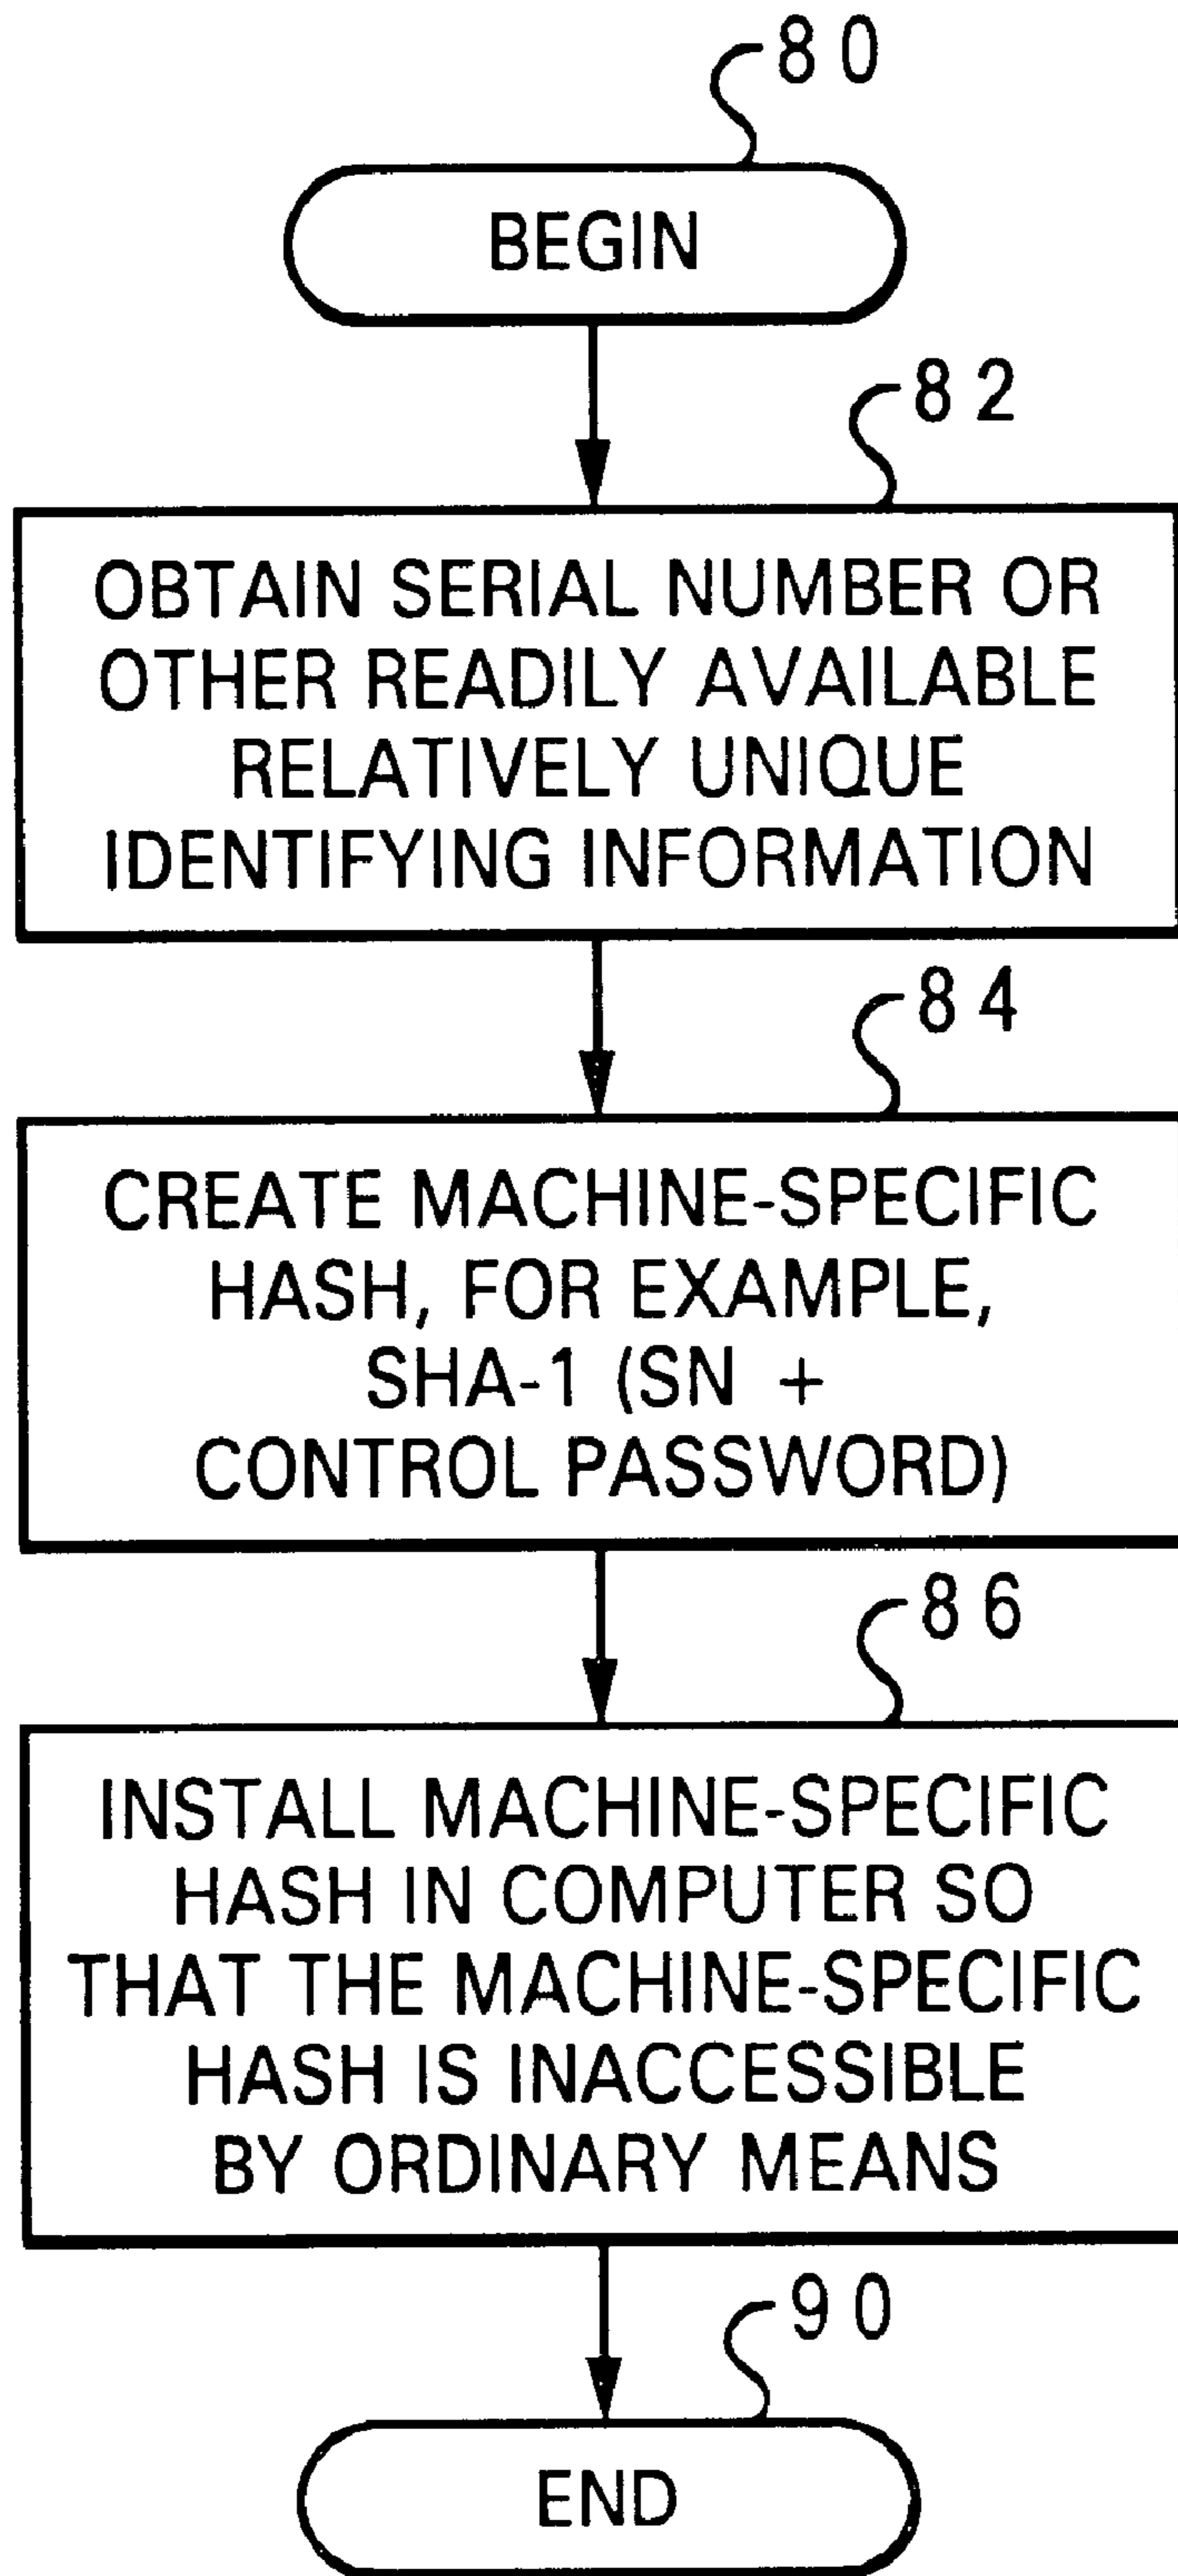 80
BEGIN
82
OBTAIN SERIAL NUMBER OR
OTHER READILY AVAILABLE
RELATIVELY UNIQUE
IDENTIFYING INFORMATION
84
CREATE MACHINE-SPECIFIC
HASH, FOR EXAMPLE,
SHA-1 (SN +
CONTROL PASSWORD)
86
INSTALL MACHINE-SPECIFIC
HASH IN COMPUTER SO
THAT THE MACHINE-SPECIFIC
HASH IS INACCESSIBLE
BY ORDINARY MEANS
90
END